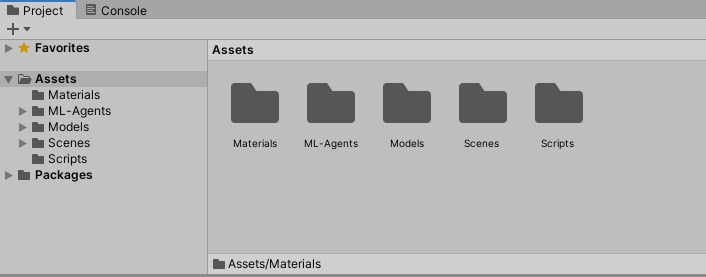 Project Console
Favorites
Assets
Materials
ML-Agents
Models
Scenes
Scripts
Packages
Assets
Materials ML-Agents Models Scenes Scripts
Assets/Materials